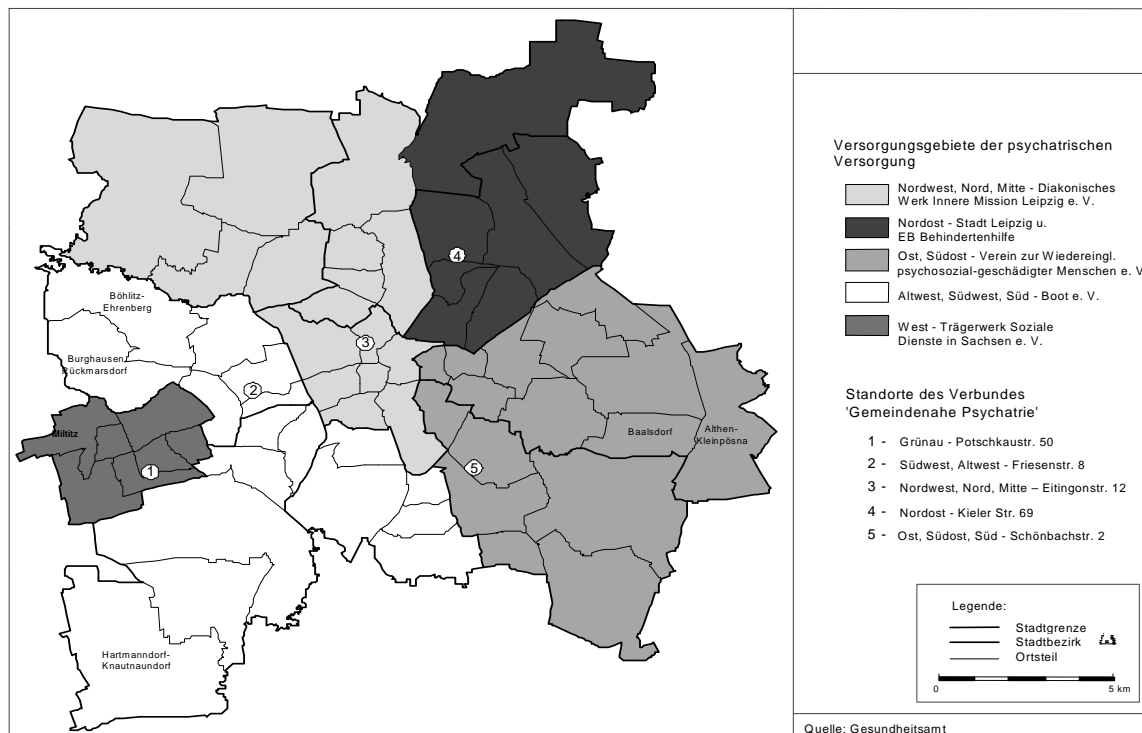 Böhlitz-
Ehrenberg
Burghausen/
Rückmarsdorf
Miltitz
Baalsdorf
Althen-
Kleinpösna
Hartmanndorf-
Knautnaundorf
1
2
3
4
5
Versorgungsgebiete der psychatrischen
Versorgung
Nordwest, Nord, Mitte - Diakonisches
Werk Innere Mission Leipzig e. V.
Nordost - Stadt Leipzig u.
EB Behindertenhilfe
Ost, Südost - Verein zur Wiedereingl.
psychosozial-geschädigter Menschen e. V
Altwest, Südwest, Süd - Boot e. V.
West - Trägerwerk Soziale
Dienste in Sachsen e. V.
Standorte des Verbundes
'Gemeindenahe Psychatrie'
1 - Grünau - Potschkaustr. 50
2 - Südwest, Altwest - Friesenstr. 8
3 - Nordwest, Nord, Mitte – Eitingonstr. 12
4 - Nordost - Kieler Str. 69
5 - Ost, Südost, Süd - Schönbachstr. 2
Legende:
Stadtgrenze
Stadtbezirk
Ortsteil
0 5 km
Quelle: Gesundheitsamt